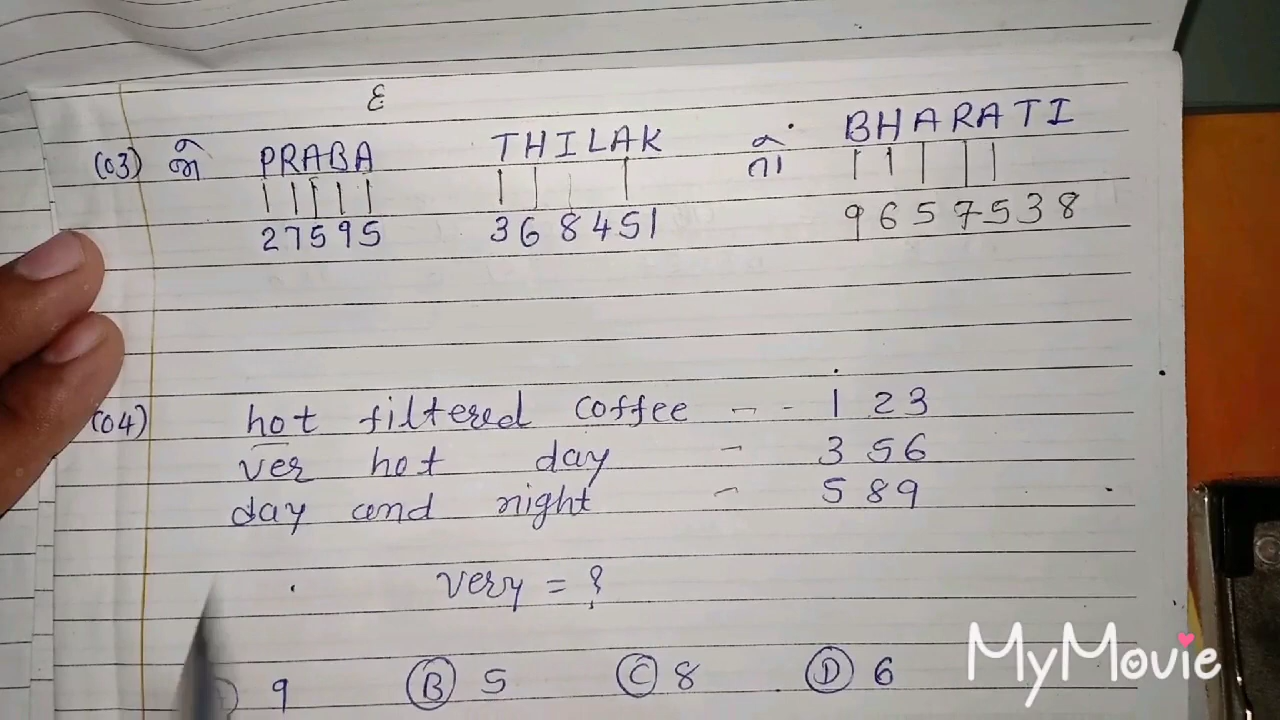 ε
(03) PRABA THILAK BHARATI
27595 368451 9657538
(04) hot filtered coffee -- 1 2 3
ver hot day - 3 5 6
day and night - 5 8 9
very = ?
9 (B) 5 (C) 8 (D) 6
MyMovie